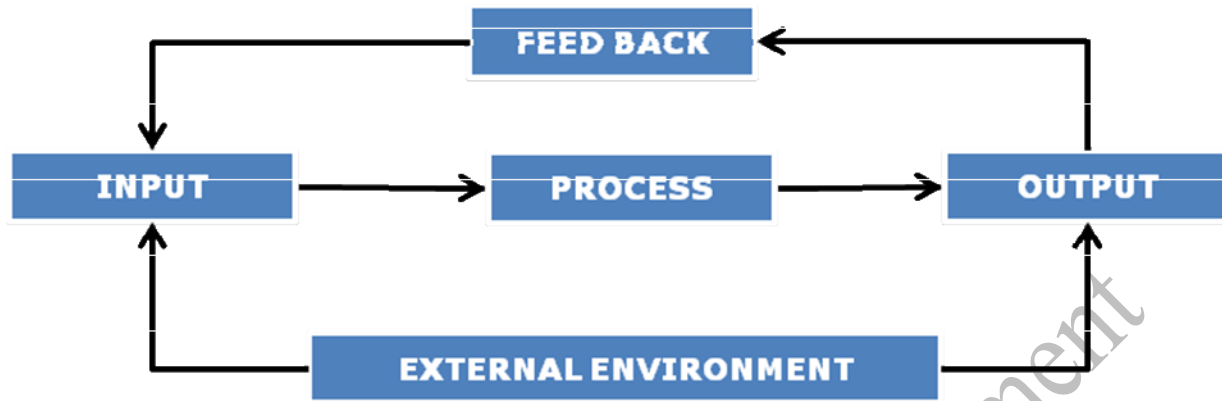 FEED BACK
INPUT
PROCESS
OUTPUT
EXTERNAL ENVIRONMENT